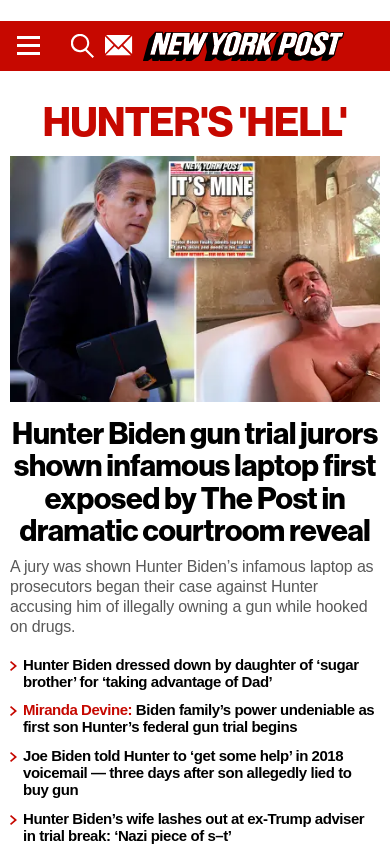 NEW YORK POST
HUNTER'S 'HELL'
NEW YORK POST
IT'S MINE
Hunter Biden gun trial jurors
shown infamous laptop first
exposed by The Post in
dramatic courtroom reveal
A jury was shown Hunter Biden’s infamous laptop as
prosecutors began their case against Hunter
accusing him of illegally owning a gun while hooked
on drugs.
Hunter Biden dressed down by daughter of ‘sugar
brother’ for ‘taking advantage of Dad’
Miranda Devine: Biden family’s power undeniable as
first son Hunter’s federal gun trial begins
Joe Biden told Hunter to ‘get some help’ in 2018
voicemail — three days after son allegedly lied to
buy gun
Hunter Biden’s wife lashes out at ex-Trump adviser
in trial break: ‘Nazi piece of s–t’